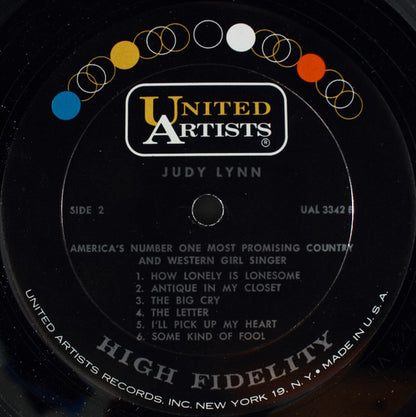 UNITED
ARTISTS
®
JUDY LYNN
SIDE 2
UAL 3342 B
AMERICA'S NUMBER ONE MOST PROMISING COUNTRY
AND WESTERN GIRL SINGER
1. HOW LONELY IS LONESOME
2. ANTIQUE IN MY CLOSET
3. THE BIG CRY
4. THE LETTER
5. I'LL PICK UP MY HEART
6. SOME KIND OF FOOL
HIGH FIDELITY
UNITED ARTISTS RECORDS, INC. NEW YORK 19, N.Y. • MADE IN U.S.A.